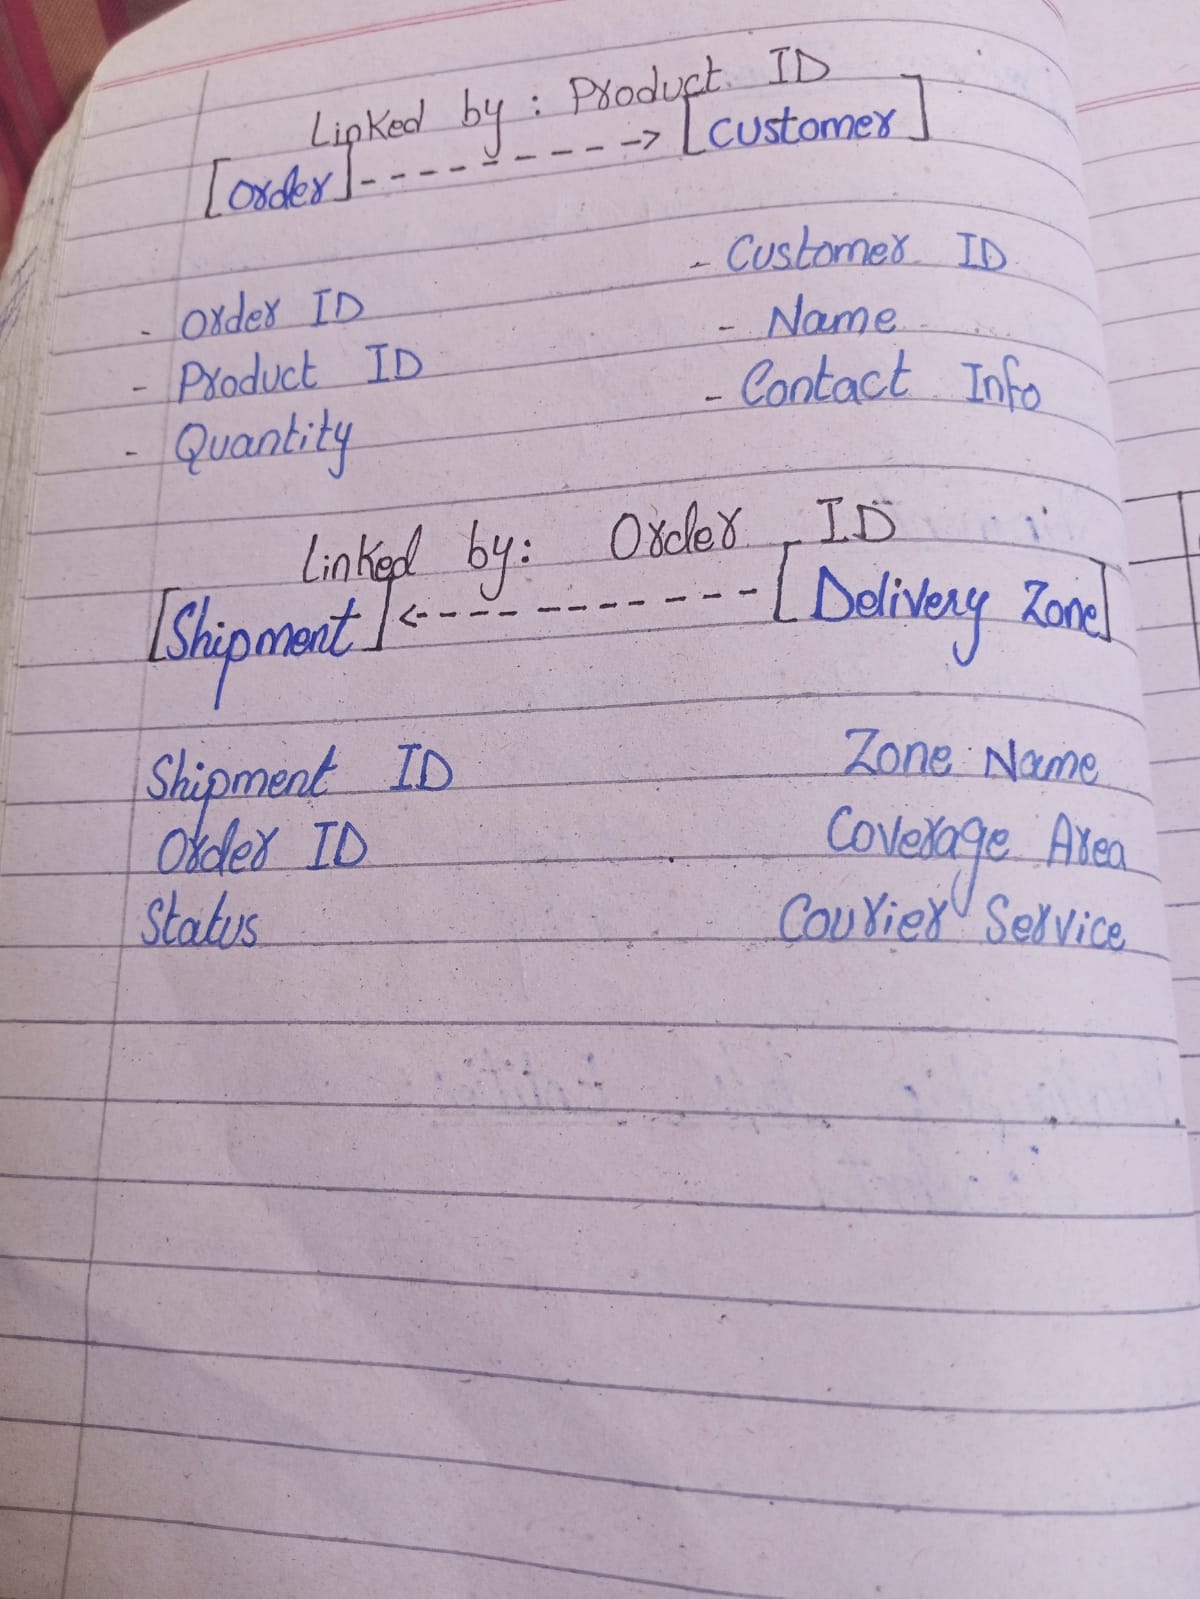 Linked by: Product ID
[order] ---------> [customer]
- Customer ID
- Order ID
- Name
- Product ID
- Contact Info
- Quantity
Linked by: Order ID
[Shipment] <----------- [Delivery Zone]
Shipment ID Zone Name
Order ID Coverage Area
Status Courier Service